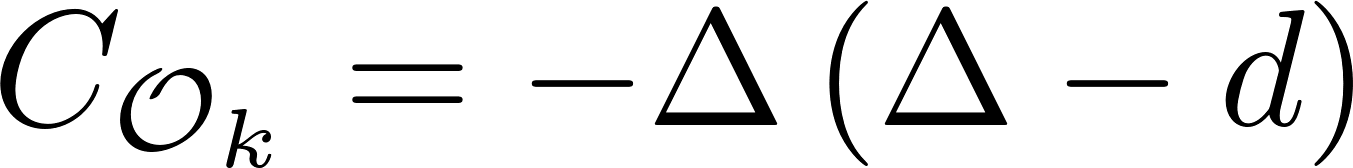 $C_{\mathcal{O}_k} = -\Delta(\Delta - d)$